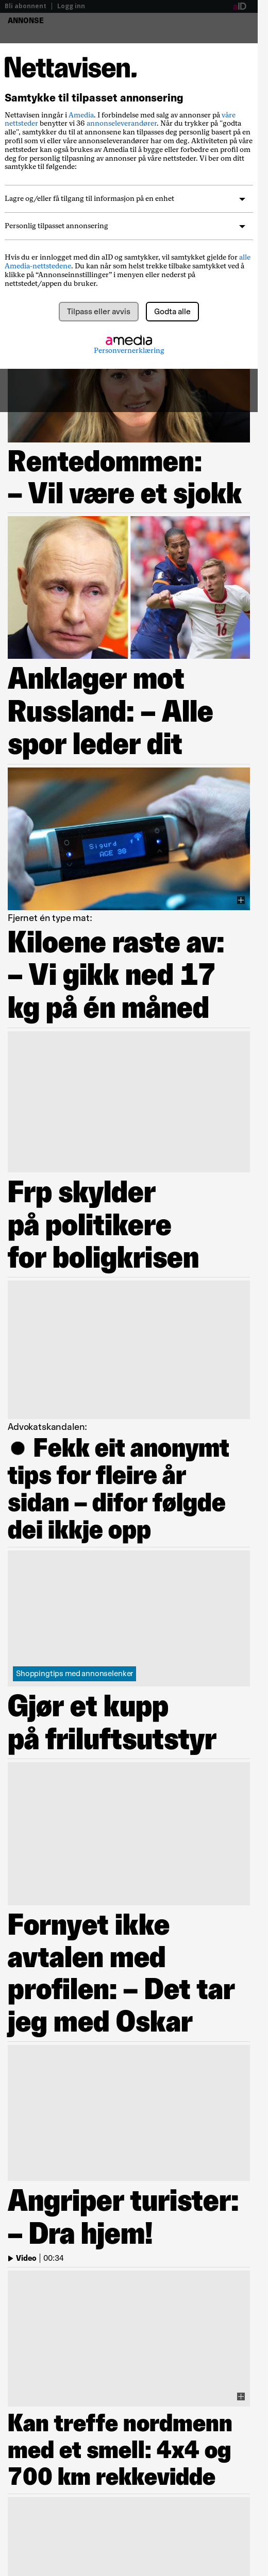 Bli abonnent | Logg inn
aID
ANNONSE
Nettavisen.
Samtykke til tilpasset annonsering
Nettavisen inngår i Amedia. I forbindelse med salg av annonser på våre
nettsteder benytter vi 36 annonseleverandører. Når du trykker på "godta
alle", samtykker du til at du denne kan tilpasses deg personlig basert på en
profil som vi eller våre annonseleverandører har om deg. Aktiviteten på våre
nettsteder kan også brukes av Amedia til å bygge eller forbedre en profil om
deg for personlig tilpasning av annonser på våre nettsteder. Vi ber om ditt
samtykke til følgende:
Lagre og/eller få tilgang til informasjon på en enhet
Personlig tilpasset annonsering
Hvis du er innlogget med din aID og samtykker, vil samtykket gjelde for alle
Amedia-nettstedene. Du kan når som helst trekke tilbake samtykket ved å
klikke på “Annonseinnstillinger” i menyen eller nederst på
nettstedet/appen du bruker.
Tilpass eller avvis
Godta alle
amedia
Personvernerklæring
Rentedommen:
– Vil være et sjokk
16
Anklager mot
Russland: – Alle
spor leder dit
Sigurd
AGE 39
Fjernet én type mat:
Kiloene raste av:
– Vi gikk ned 17
kg på én måned
Frp skylder
på politikere
for boligkrisen
Advokatskandalen:
● Fekk eit anonymt
tips for fleire år
sidan – difor følgde
dei ikkje opp
Shoppingtips med annonselenker
Gjør et kupp
på friluftsutstyr
Fornyet ikke
avtalen med
profilen: – Det tar
jeg med Oskar
Angriper turister:
– Dra hjem!
Video | 00:34
Kan treffe nordmenn
med et smell: 4x4 og
700 km rekkevidde